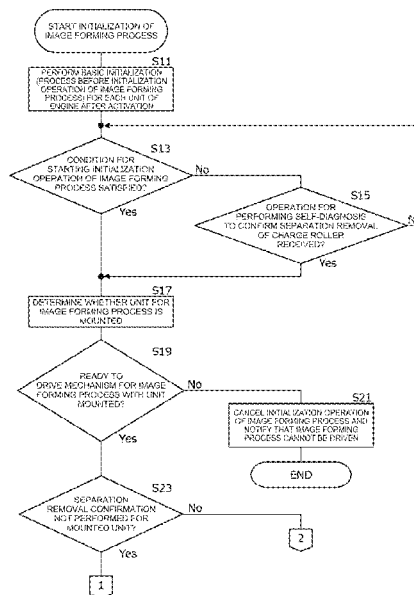 START INITIALIZATION OF
IMAGE FORMING PROCESS
S11
PERFORM BASIC INITIALIZATION
(PROCESS BEFORE INITIALIZATION
OPERATION OF IMAGE FORMING
PROCESS) FOR EACH UNIT OF
ENGINE AFTER ACTIVATION
S13
CONDITION FOR
STARTING INITIALIZATION
OPERATION OF IMAGE FORMING
PROCESS SATISFIED?
No
Yes
S15
OPERATION FOR
PERFORMING SELF-DIAGNOSIS
TO CONFIRM SEPARATION REMOVAL
OF CHARGE ROLLER
RECEIVED?
Yes
S17
DETERMINE WHETHER UNIT FOR
IMAGE FORMING PROCESS IS
MOUNTED
S19
READY TO
DRIVE MECHANISM FOR IMAGE
FORMING PROCESS WITH UNIT
MOUNTED?
No
Yes
S21
CANCEL INITIALIZATION OPERATION
OF IMAGE FORMING PROCESS AND
NOTIFY THAT IMAGE FORMING
PROCESS CANNOT BE DRIVEN
END
S23
SEPARATION
REMOVAL CONFIRMATION
NOT PERFORMED FOR
MOUNTED UNIT?
No
Yes
2
1